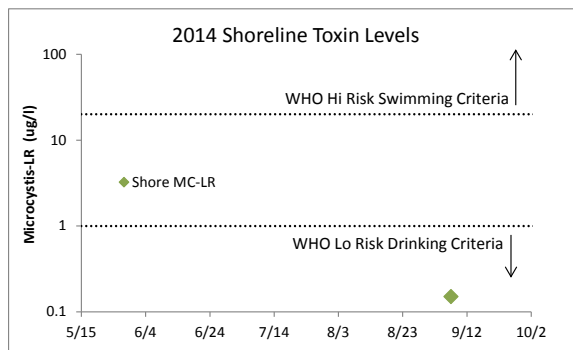 2014 Shoreline Toxin Levels
100
WHO Hi Risk Swimming Criteria
10
Shore MC-LR
1
WHO Lo Risk Drinking Criteria
0.1
Microcystis-LR (ug/l)
5/15 6/4 6/24 7/14 8/3 8/23 9/12 10/2